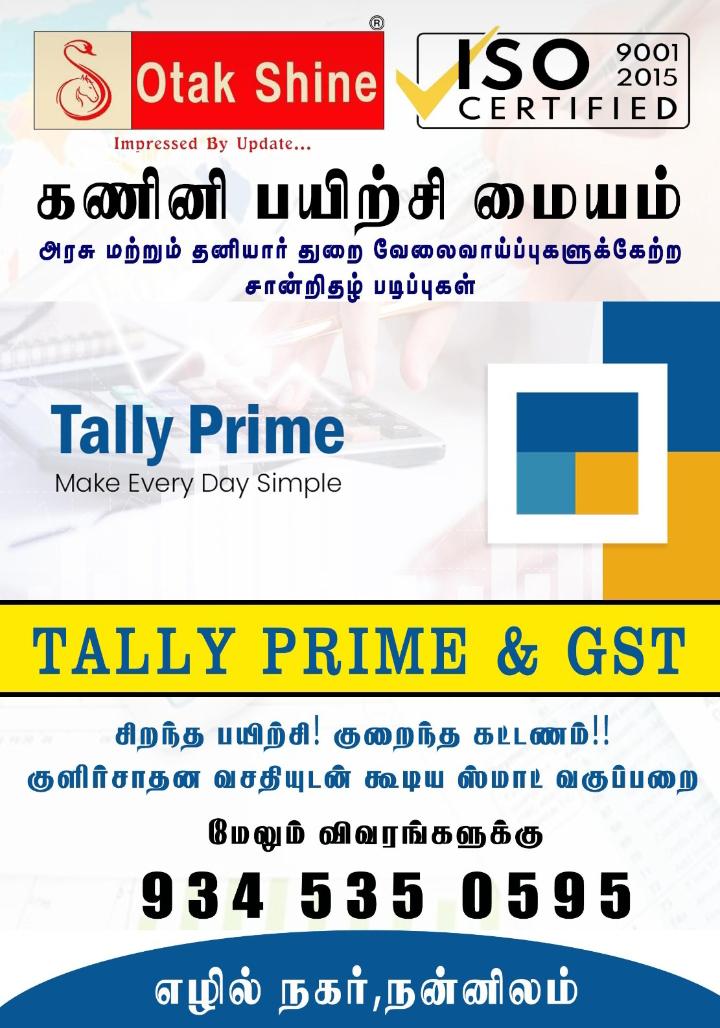 ®
Otak Shine
ISO 9001
2015
CERTIFIED
Impressed By Update...
கணினி பயிற்சி மையம்
அரசு மற்றும் தனியார் துறை வேலைவாய்ப்புகளுக்கேற்ற
சான்றிதழ் படிப்புகள்
Tally Prime
Make Every Day Simple
TALLY PRIME & GST
சிறந்த பயிற்சி! குறைந்த கட்டணம்!!
குளிர்சாதன வசதியுடன் கூடிய ஸ்மாட் வகுப்பறை
மேலும் விவரங்களுக்கு
934 535 0595
எழில் நகர்,நன்னிலம்